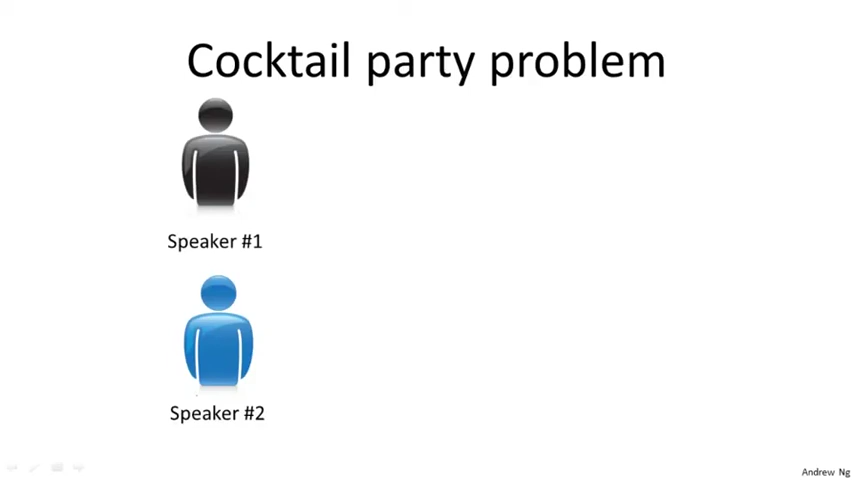 Cocktail party problem
Speaker #1
Speaker #2
Andrew Ng